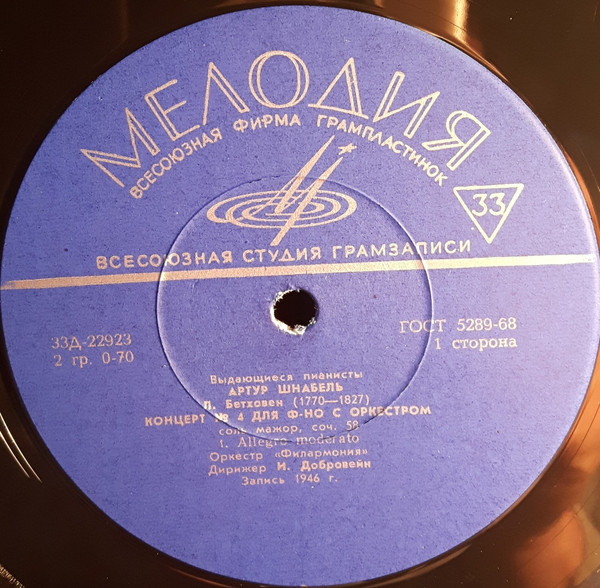 МЕЛОДИЯ
ВСЕСОЮЗНАЯ ФИРМА ГРАМПЛАСТИНОК
33
ВСЕСОЮЗНАЯ СТУДИЯ ГРАМЗАПИСИ
33Д-22923
2 гр. 0-70
ГОСТ 5289-68
1 сторона
Выдающиеся пианисты
АРТУР ШНАБЕЛЬ
Л. Бетховен (1770—1827)
КОНЦЕРТ № 4 ДЛЯ Ф-НО С ОРКЕСТРОМ
соль мажор, соч. 58
1. Allegro moderato
Оркестр «Филармония»
Дирижер И. Добровейн
Запись 1946 г.